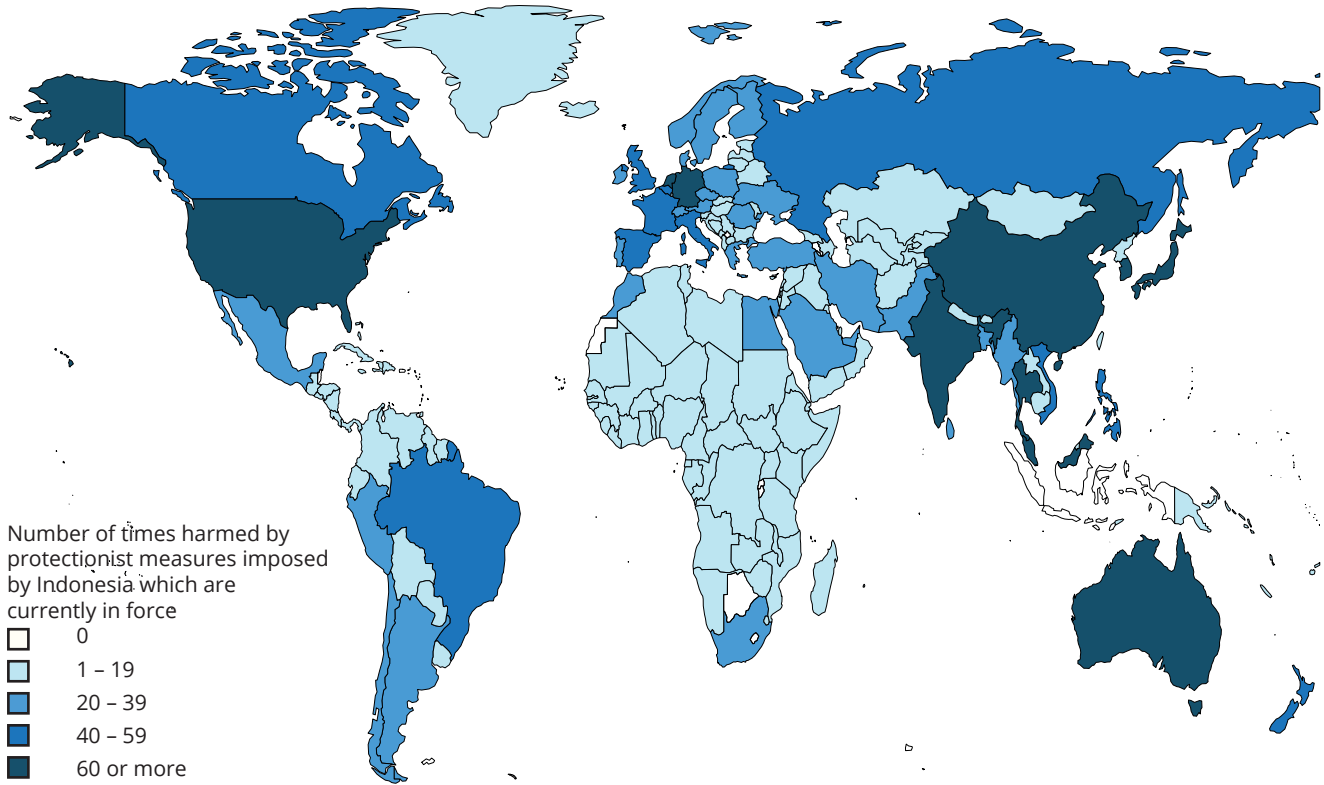 Number of times harmed by
protectionist measures imposed
by Indonesia which are
currently in force
0
1 – 19
20 – 39
40 – 59
60 or more